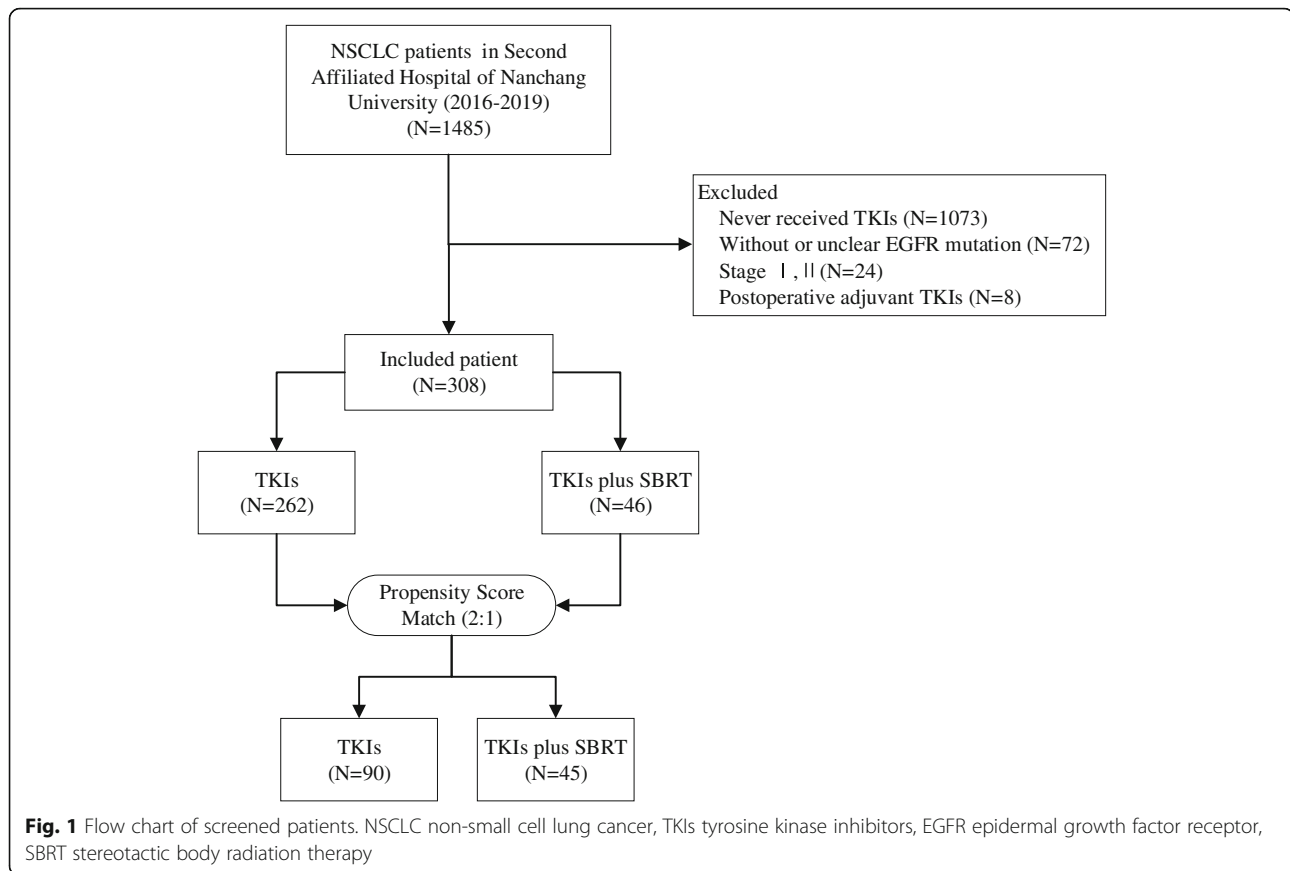 NSCLC patients in Second
Affiliated Hospital of Nanchang
University (2016-2019)
(N=1485)
Excluded
Never received TKIs (N=1073)
Without or unclear EGFR mutation (N=72)
Stage Ⅰ,Ⅱ(N=24)
Postoperative adjuvant TKIs (N=8)
Included patient
(N=308)
TKIs
(N=262)
TKIs plus SBRT
(N=46)
Propensity Score
Match (2:1)
TKIs
(N=90)
TKIs plus SBRT
(N=45)
Fig. 1 Flow chart of screened patients. NSCLC non-small cell lung cancer, TKIs tyrosine kinase inhibitors, EGFR epidermal growth factor receptor,
SBRT stereotactic body radiation therapy